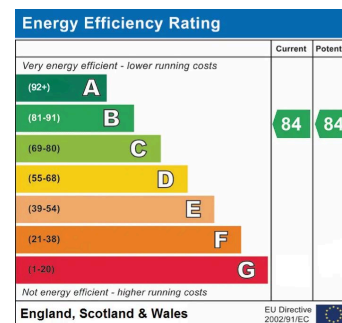 Energy Efficiency Rating
Current Potent
Very energy efficient - lower running costs
(92+) A
(81-91) B 84 84
(69-80) C
(55-68) D
(39-54) E
(21-38) F
(1-20) G
Not energy efficient - higher running costs
England, Scotland & Wales
EU Directive
2002/91/EC